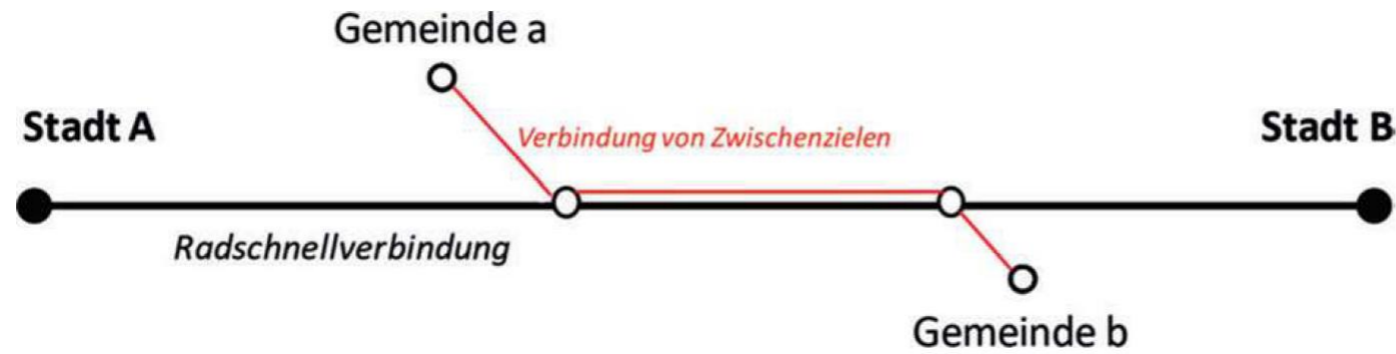 Gemeinde a
Stadt A
Verbindung von Zwischenzielen
Stadt B
Radschnellverbindung
Gemeinde b